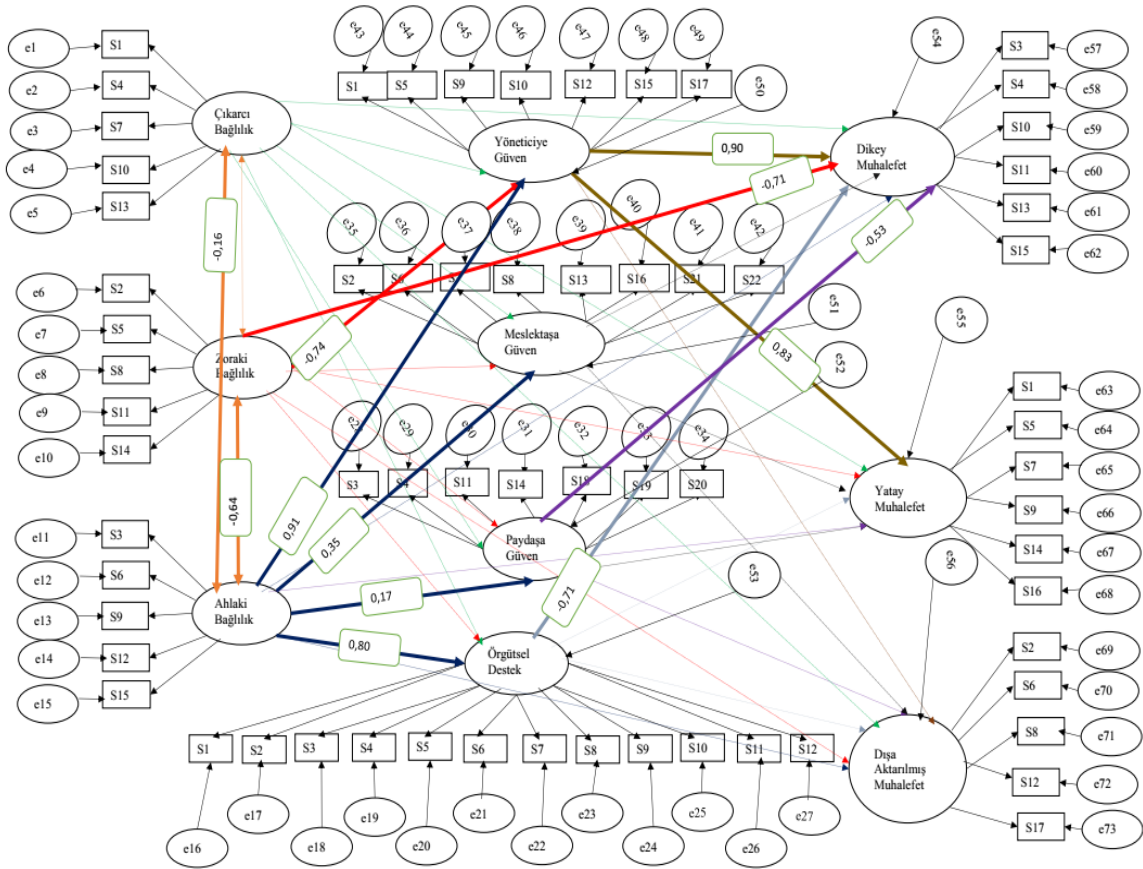 e43
e44
e45
e46
e47
e48
e49
e54
e1
S1
S3
e57
e2
S4
S1
S5
S9
S10
S12
S15
S17
e50
S4
e58
e3
S7
Çıkarcı
Bağlılık
Yöneticiye
Güven
0,90
Dikey
Muhalefet
S10
e59
e4
S10
-0,71
S11
e60
e5
S13
S13
e61
-0,16
e35
e36
e37
e38
e39
e40
e41
e42
-0,53
S15
e62
S2
S8
S13
S16
S21
S22
e6
S2
e51
e55
e7
S5
Meslektaşa
Güven
e8
S8
Zoraki
Bağlılık
-0,74
0,83
e52
e9
S11
S1
e63
e10
S14
e29
e31
e32
e33
e34
S5
e64
S3
S4
S11
S14
S18
S19
S20
S7
e65
-0,64
0,91
0,35
Yatay
Muhalefet
S9
e66
e11
S3
Paydaşa
Güven
S14
e67
e12
S6
e53
e56
S16
e68
e13
S9
Ahlaki
Bağlılık
0,17
-0,71
e14
S12
0,80
Örgütsel
Destek
S2
e69
e15
S15
S6
e70
S1
S2
S3
S4
S5
S6
S7
S8
S9
S10
S11
S12
S8
e71
Dışa
Aktarılmış
Muhalefet
S12
e72
e17
e19
e21
e23
e25
e27
S17
e73
e16
e18
e20
e22
e24
e26